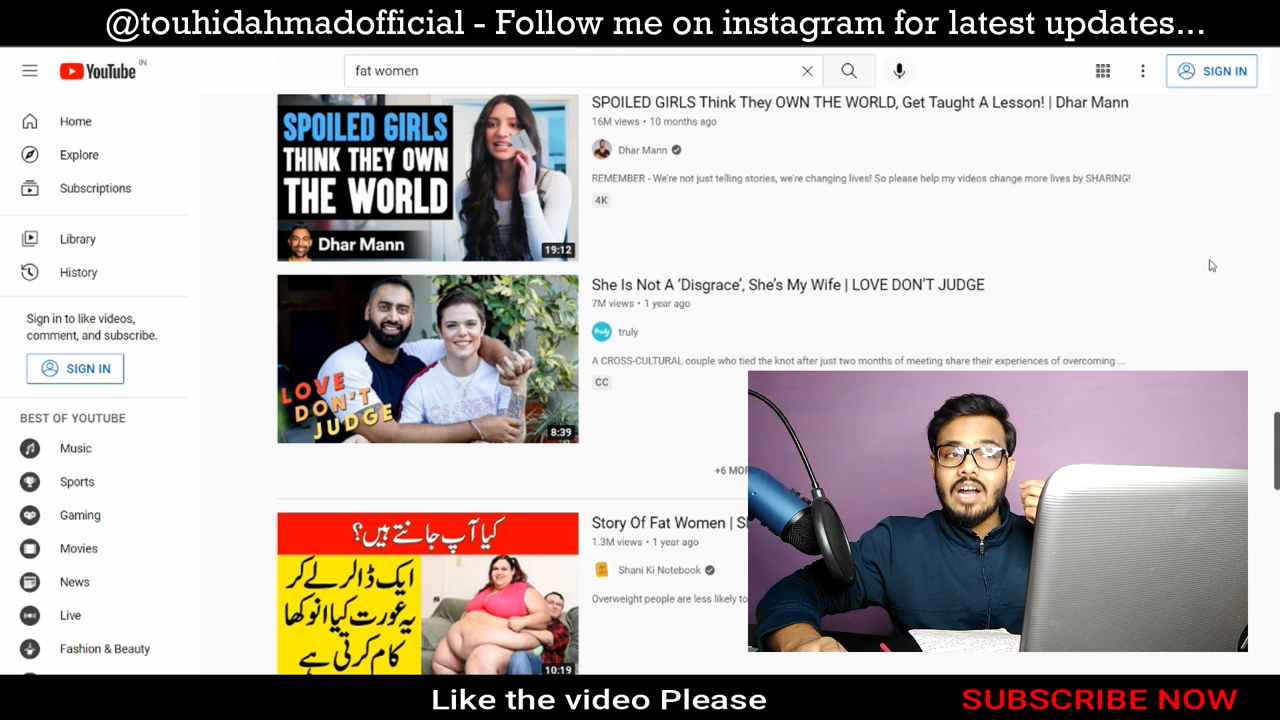 @touhidahmadofficial - Follow me on instagram for latest updates...
YouTube IN
fat women
SIGN IN
Home
Explore
Subscriptions
Library
History
Sign in to like videos,
comment, and subscribe.
SIGN IN
BEST OF YOUTUBE
Music
Sports
Gaming
Movies
News
Live
Fashion & Beauty
SPOILED GIRLS
THINK THEY OWN
THE WORLD
Dhar Mann
19:12
SPOILED GIRLS Think They OWN THE WORLD, Get Taught A Lesson! | Dhar Mann
16M views • 10 months ago
Dhar Mann
REMEMBER - We're not just telling stories, we're changing lives! So please help my videos change more lives by SHARING!
4K
LOVE
DON'T
JUDGE
8:39
She Is Not A ‘Disgrace’, She’s My Wife | LOVE DON’T JUDGE
7M views • 1 year ago
truly
truly
A CROSS-CULTURAL couple who tied the knot after just two months of meeting share their experiences of overcoming ...
CC
+6
کیا آپ جانتے ہیں؟
ایک ڈالر لے کر
یہ عورت کیا انوکھا
کام کرتی ہے
10:19
Story Of Fat Women |
1.3M views • 1 year ago
Shani Ki Notebook
Overweight people are less likely to
Like the video Please
SUBSCRIBE NOW